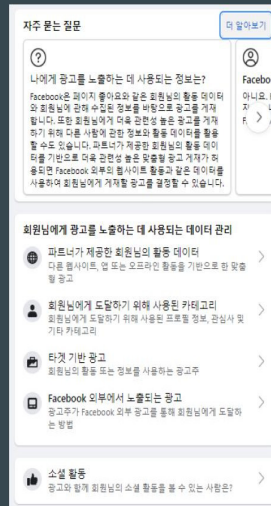 자주 묻는 질문
더 알아보기
나에게 광고를 노출하는 데 사용되는 정보는?
Facebook은 페이지 좋아요와 같은 회원님의 활동 데이터
와 회원님에 관해 수집된 정보를 바탕으로 광고를 게재
합니다. 또한 회원님에게 더욱 관련성 높은 광고를 게재
하기 위해 다른 사람에 관한 정보와 활동 데이터를 활용
할 수도 있습니다. 파트너가 제공한 회원님의 활동 데이
터를 기반으로 더욱 관련성 높은 맞춤형 광고 게재가 허
용되면 Facebook 외부의 웹사이트 활동과 같은 데이터를
사용하여 회원님에게 게재할 광고를 결정할 수 있습니다.
Facebo
아니요.
회원님에게 광고를 노출하는 데 사용되는 데이터 관리
파트너가 제공한 회원님의 활동 데이터
다른 웹사이트, 앱 또는 오프라인 활동을 기반으로 한 맞춤
형 광고
회원님에게 도달하기 위해 사용된 카테고리
회원님에게 도달하기 위해 사용된 프로필 정보, 관심사 및
기타 카테고리
타겟 기반 광고
회원님의 활동 또는 정보를 사용하는 광고주
Facebook 외부에서 노출되는 광고
광고주가 Facebook 외부 광고를 통해 회원님에게 도달하
는 방법
소셜 활동
광고와 함께 회원님의 소셜 활동을 볼 수 있는 사람은?